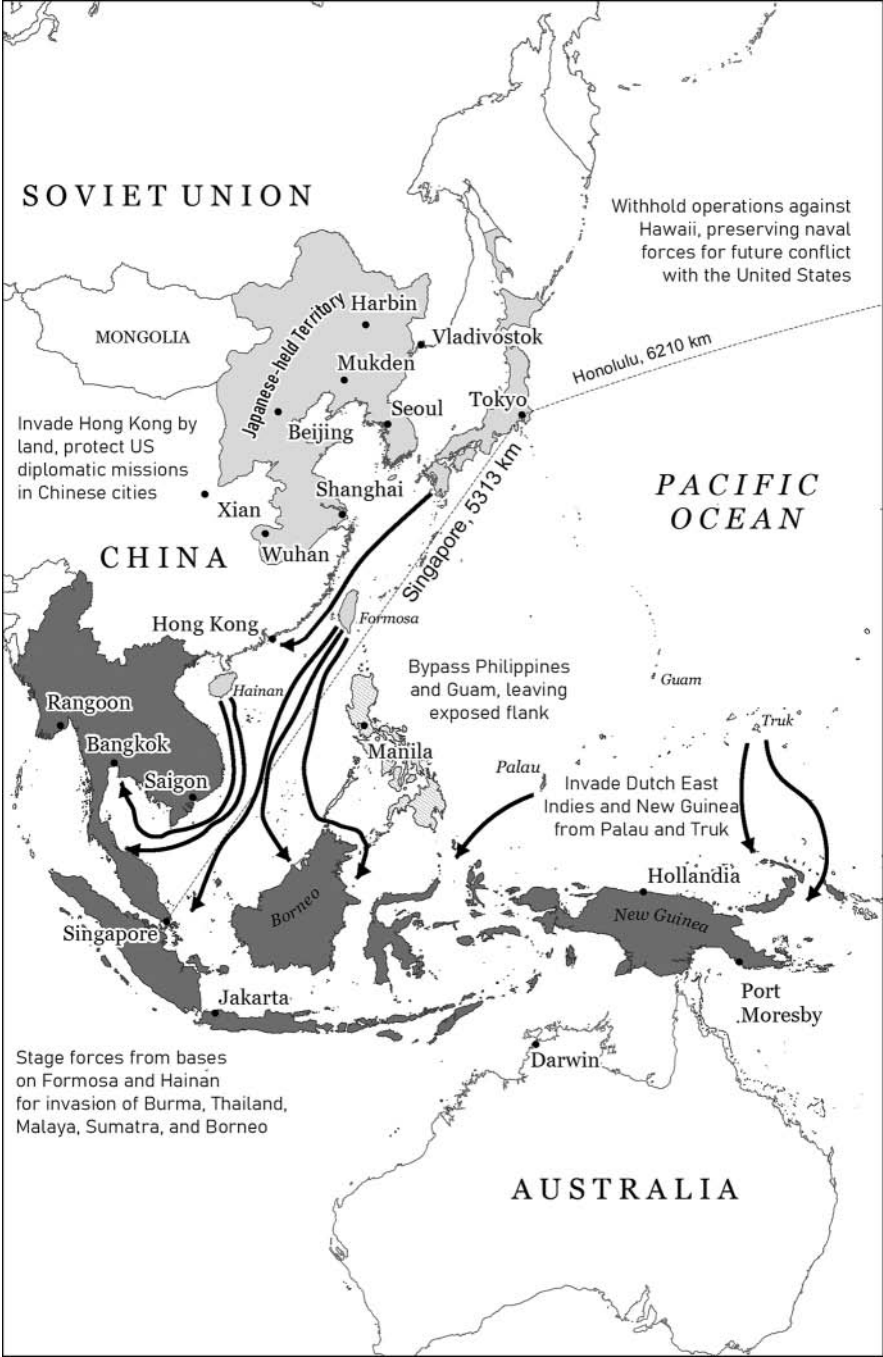 SOVIET UNION
Withhold operations against
Hawaii, preserving naval
forces for future conflict
with the United States
MONGOLIA
Japanese-held Territory
Harbin
Vladivostok
Mukden
Honolulu, 6210 km
Invade Hong Kong by
land, protect US
diplomatic missions
in Chinese cities
Beijing
Seoul
Tokyo
Xian
Shanghai
Singapore, 5313 km
PACIFIC
OCEAN
Wuhan
CHINA
Hong Kong
Formosa
Hainan
Bypass Philippines
and Guam, leaving
exposed flank
Guam
Rangoon
Bangkok
Saigon
Manila
Palau
Truk
Invade Dutch East
Indies and New Guinea
from Palau and Truk
Hollandia
Borneo
New Guinea
Singapore
Jakarta
Port
Moresby
Stage forces from bases
on Formosa and Hainan
for invasion of Burma, Thailand,
Malaya, Sumatra, and Borneo
Darwin
AUSTRALIA